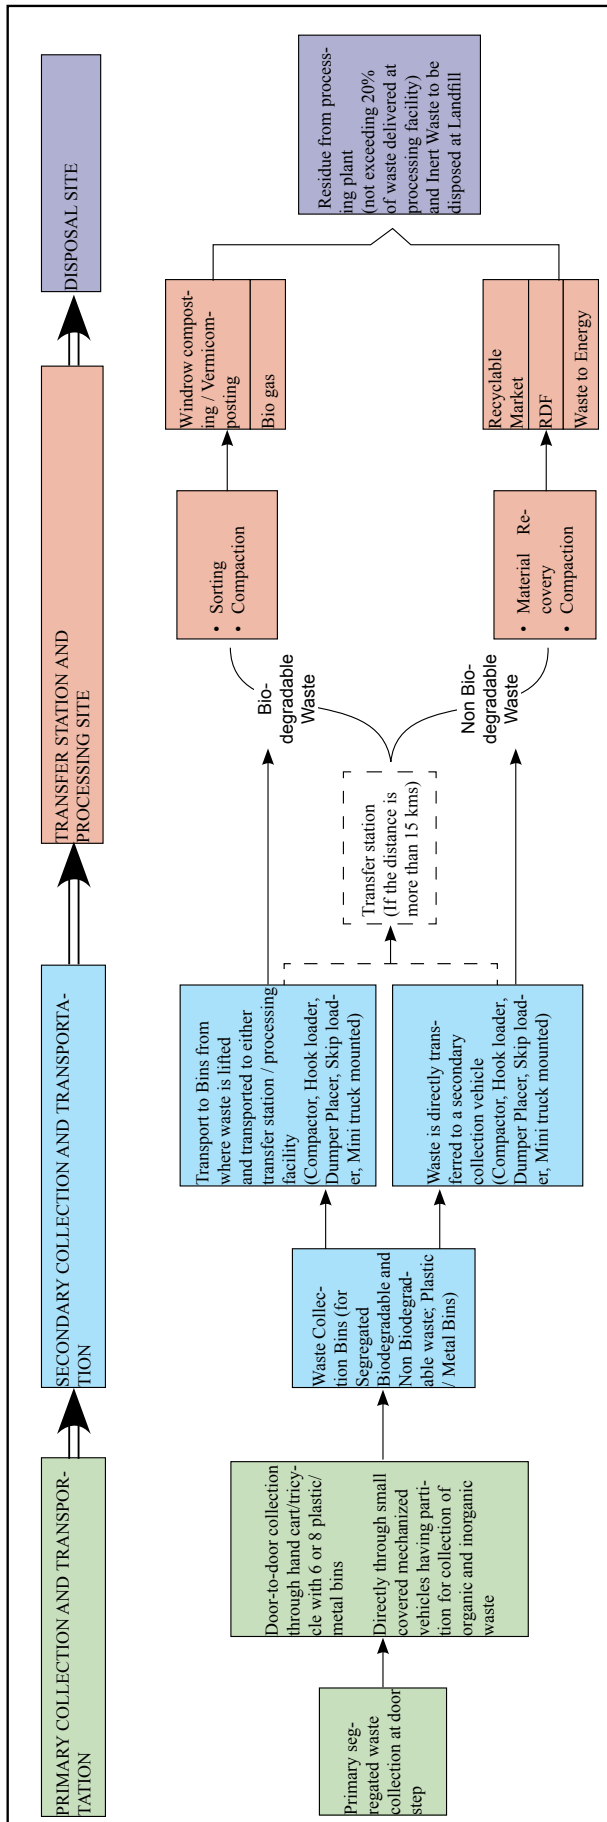 PRIMARY COLLECTION AND TRANSPOR-
TATION
SECONDARY COLLECTION AND TRANSPORTA-
TION
TRANSFER STATION AND
PROCESSING SITE
DISPOSAL SITE
Primary seg-
regated waste
collection at door
step
Door-to-door collection
through hand cart/tricy-
cle with 6 or 8 plastic/
metal bins
Directly through small
covered mechanized
vehicles having parti-
tion for collection of
organic and inorganic
waste
Waste Collec-
tion Bins (for
Segregated
Biodegradable and
Non Biodegrad-
able waste; Plastic
/ Metal Bins)
Transport to Bins from
where waste is lifted
and transported to either
transfer station / processing
facility
(Compactor, Hook loader,
Dumper Placer, Skip load-
er, Mini truck mounted)
Waste is directly trans-
ferred to a secondary
collection vehicle
(Compactor, Hook loader,
Dumper Placer, Skip load-
er, Mini truck mounted)
Transfer station
(If the distance is
more than 15 kms)
Bio-
degradable
Waste
Non Bio-
degradable
Waste
• Sorting
• Compaction
• Material Re-
covery
• Compaction
Windrow compost-
ing / Vermicom-
posting
Bio gas
Recyclable
Market
RDF
Waste to Energy
Residue from process-
ing plant
(not exceeding 20%
of waste delivered at
processing facility)
and Inert Waste to be
disposed at Landfill